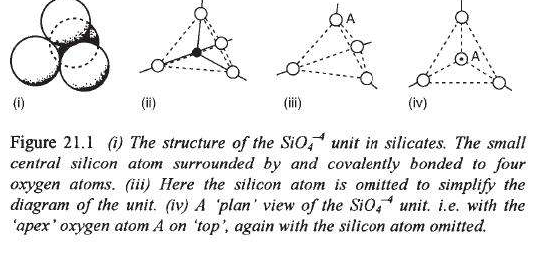 A
A
(i) (ii) (iii) (iv)
Figure 21.1 (i) The structure of the SiO₄⁻⁴ unit in silicates. The small
central silicon atom surrounded by and covalently bonded to four
oxygen atoms. (iii) Here the silicon atom is omitted to simplify the
diagram of the unit. (iv) A 'plan' view of the SiO₄⁻⁴ unit. i.e. with the
'apex' oxygen atom A on 'top', again with the silicon atom omitted.